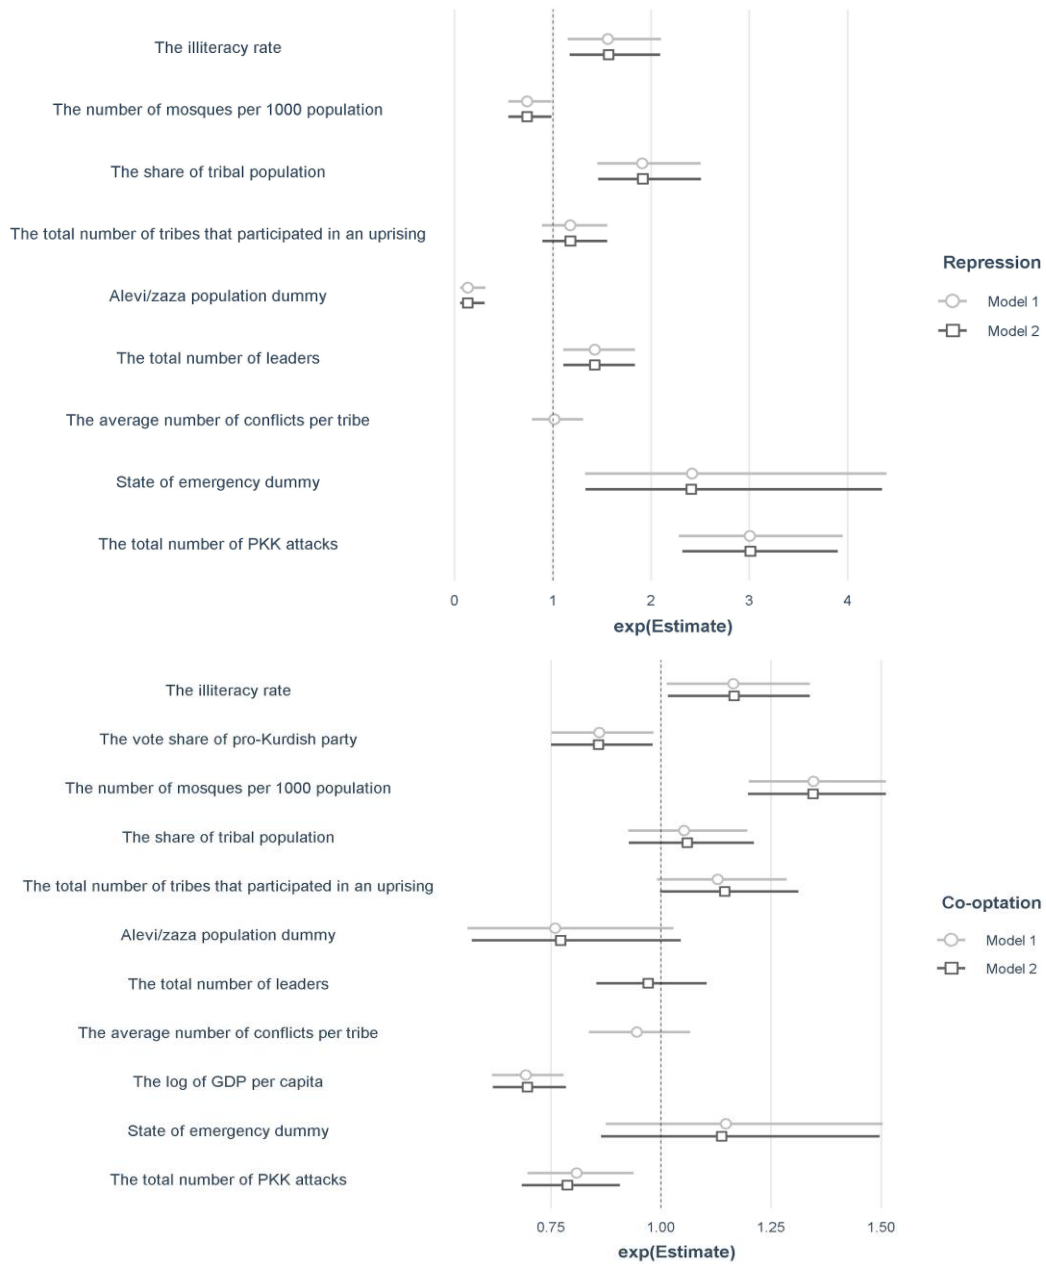 The illiteracy rate
The number of mosques per 1000 population
The share of tribal population
The total number of tribes that participated in an uprising
Alevi/zaza population dummy
The total number of leaders
The average number of conflicts per tribe
State of emergency dummy
The total number of PKK attacks
0 1 2 3 4
exp(Estimate)
Repression
Model 1
Model 2
The illiteracy rate
The vote share of pro-Kurdish party
The number of mosques per 1000 population
The share of tribal population
The total number of tribes that participated in an uprising
Alevi/zaza population dummy
The total number of leaders
The average number of conflicts per tribe
The log of GDP per capita
State of emergency dummy
The total number of PKK attacks
0.75 1.00 1.25 1.50
exp(Estimate)
Co-optation
Model 1
Model 2